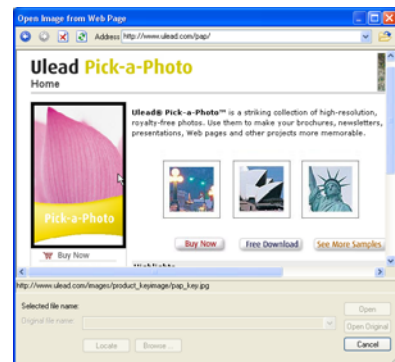 Open Image from Web Page
Address http://www.ulead.com/pap/
Ulead Pick-a-Photo
Home
Ulead® Pick-a-Photo™ is a striking collection of high-resolution,
royalty-free photos. Use them to make your brochures, newsletters,
presentations, Web pages and other projects more memorable.
Pick-a-Photo
Buy Now Free Download See More Samples
Buy Now
Highlights
http://www.ulead.com/images/product_keyimage/pap_key.jpg
Selected file name:
Open
Original file name:
Open Original
Locate Browse ... Cancel